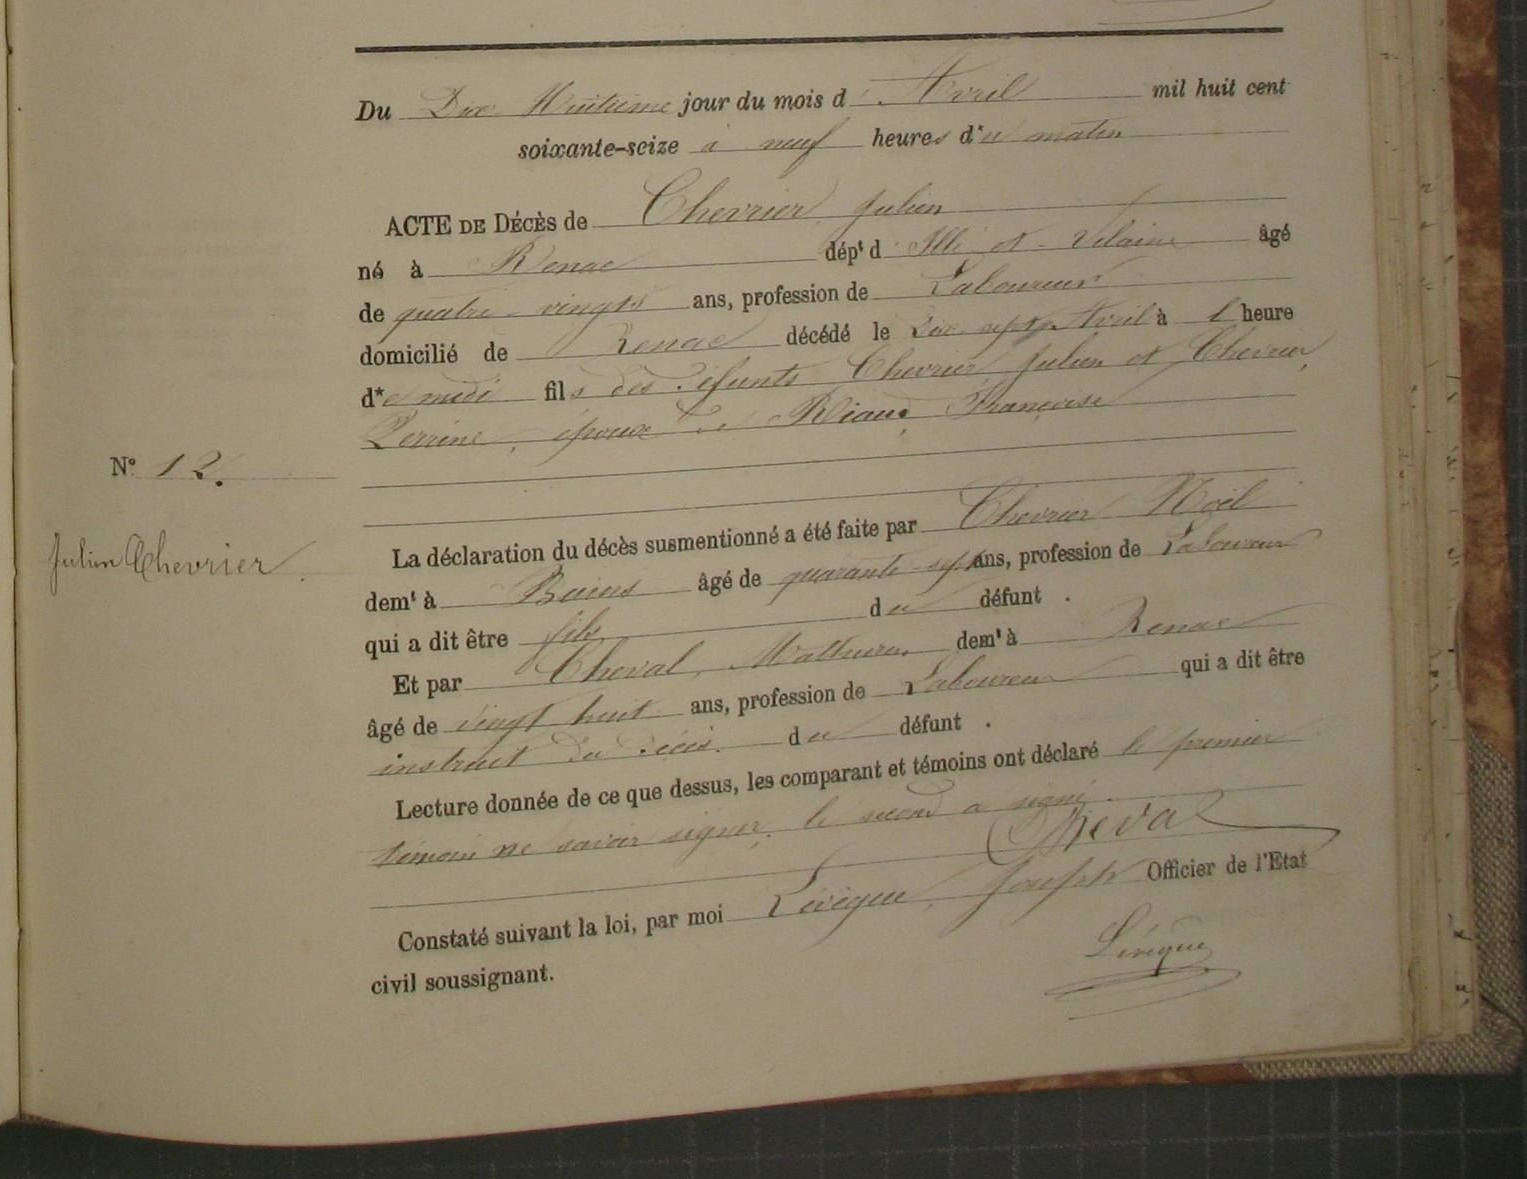 Du Dix Huitième jour du mois d' Avril mil huit cent
soixante-seize à neuf heures d*u matin
ACTE DE DÉCÈS de Chevrier Julien
né à Renac dépt d Ille et Vilaine âgé
de quatre vingts ans, profession de Laboureur
domicilié de Renac décédé le Dix sept Avril à 1 heure
d*e midi fils des défunts Chevrier Julien et Chevrier
Perrine, époux de Riaud, Françoise
N° 12.
Julien Chevrier.
La déclaration du décès susmentionné a été faite par Chevrier Noël
demt à Bains âgé de quarante sept ans, profession de Laboureur
qui a dit être fils du défunt .
Et par Cheval, Mathurin demt à Renac
âgé de vingt huit ans, profession de Laboureur qui a dit être
instruit du décès. du défunt .
Lecture donnée de ce que dessus, les comparant et témoins ont déclaré le premier
témoin ne savoir signer, le second a signé.
Cheval
Constaté suivant la loi, par moi Lévêque, Joseph Officier de l'Etat
civil soussignant.
Lévêque